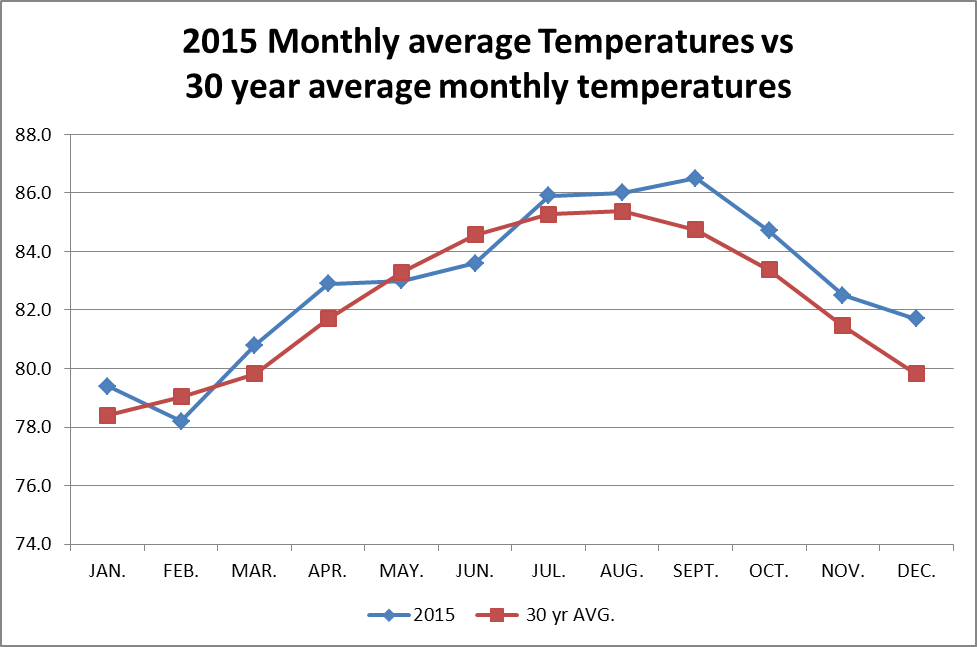 2015 Monthly average Temperatures vs
30 year average monthly temperatures
88.0
86.0
84.0
82.0
80.0
78.0
76.0
74.0
JAN. FEB. MAR. APR. MAY. JUN. JUL. AUG. SEPT. OCT. NOV. DEC.
2015 30 yr AVG.